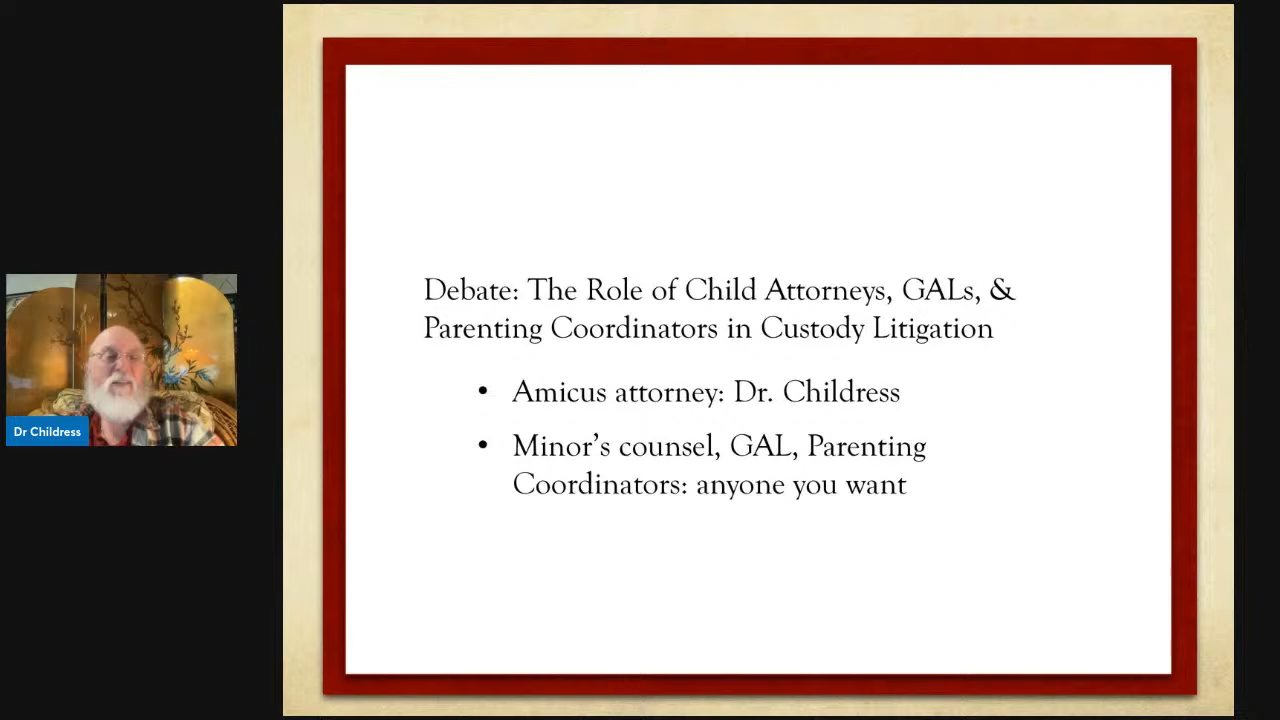 Debate: The Role of Child Attorneys, GALs, &
Parenting Coordinators in Custody Litigation
• Amicus attorney: Dr. Childress
• Minor’s counsel, GAL, Parenting
Coordinators: anyone you want
Dr Childress